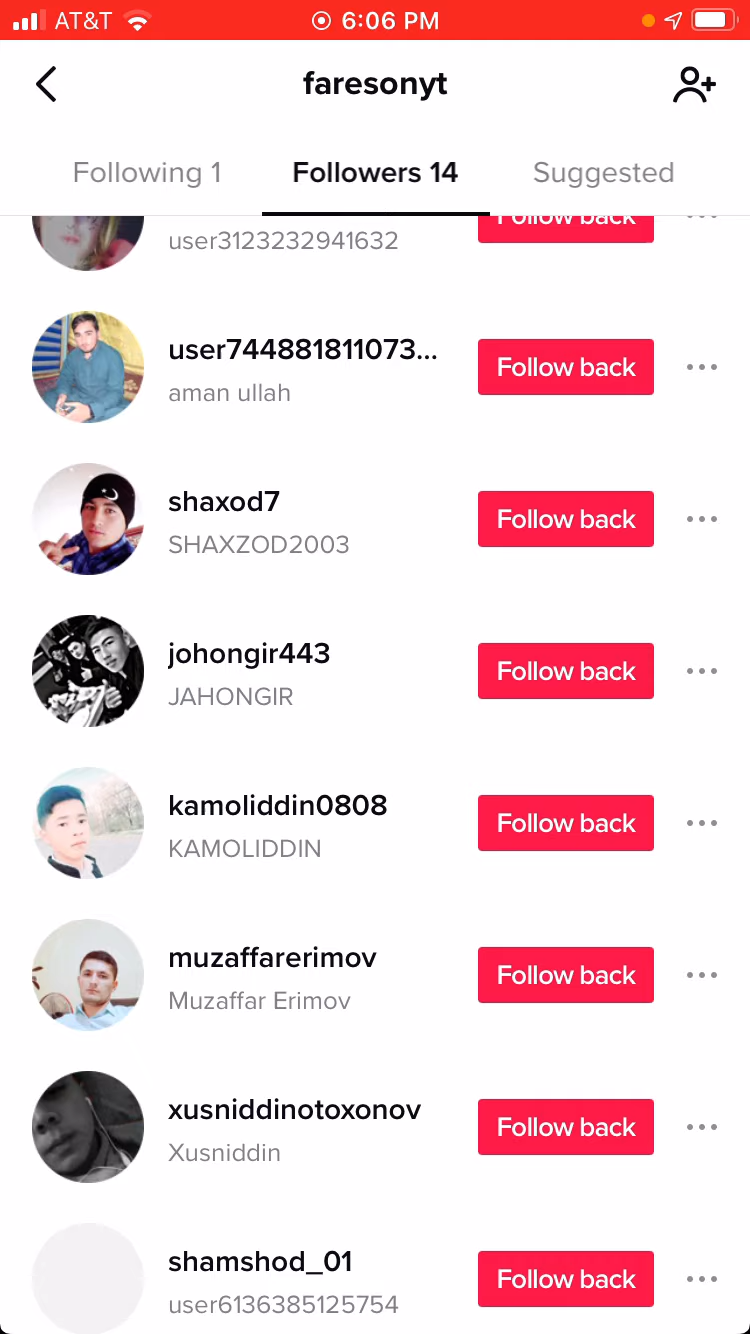 AT&T 6:06 PM
faresonyt
Following 1 Followers 14 Suggested
user3123232941632 Follow back
user744881811073... Follow back
aman ullah
shaxod7 Follow back
SHAXZOD2003
johongir443 Follow back
JAHONGIR
kamoliddin0808 Follow back
KAMOLIDDIN
muzaffarerimov Follow back
Muzaffar Erimov
xusniddinotoxonov Follow back
Xusniddin
shamshod_01 Follow back
user6136385125754